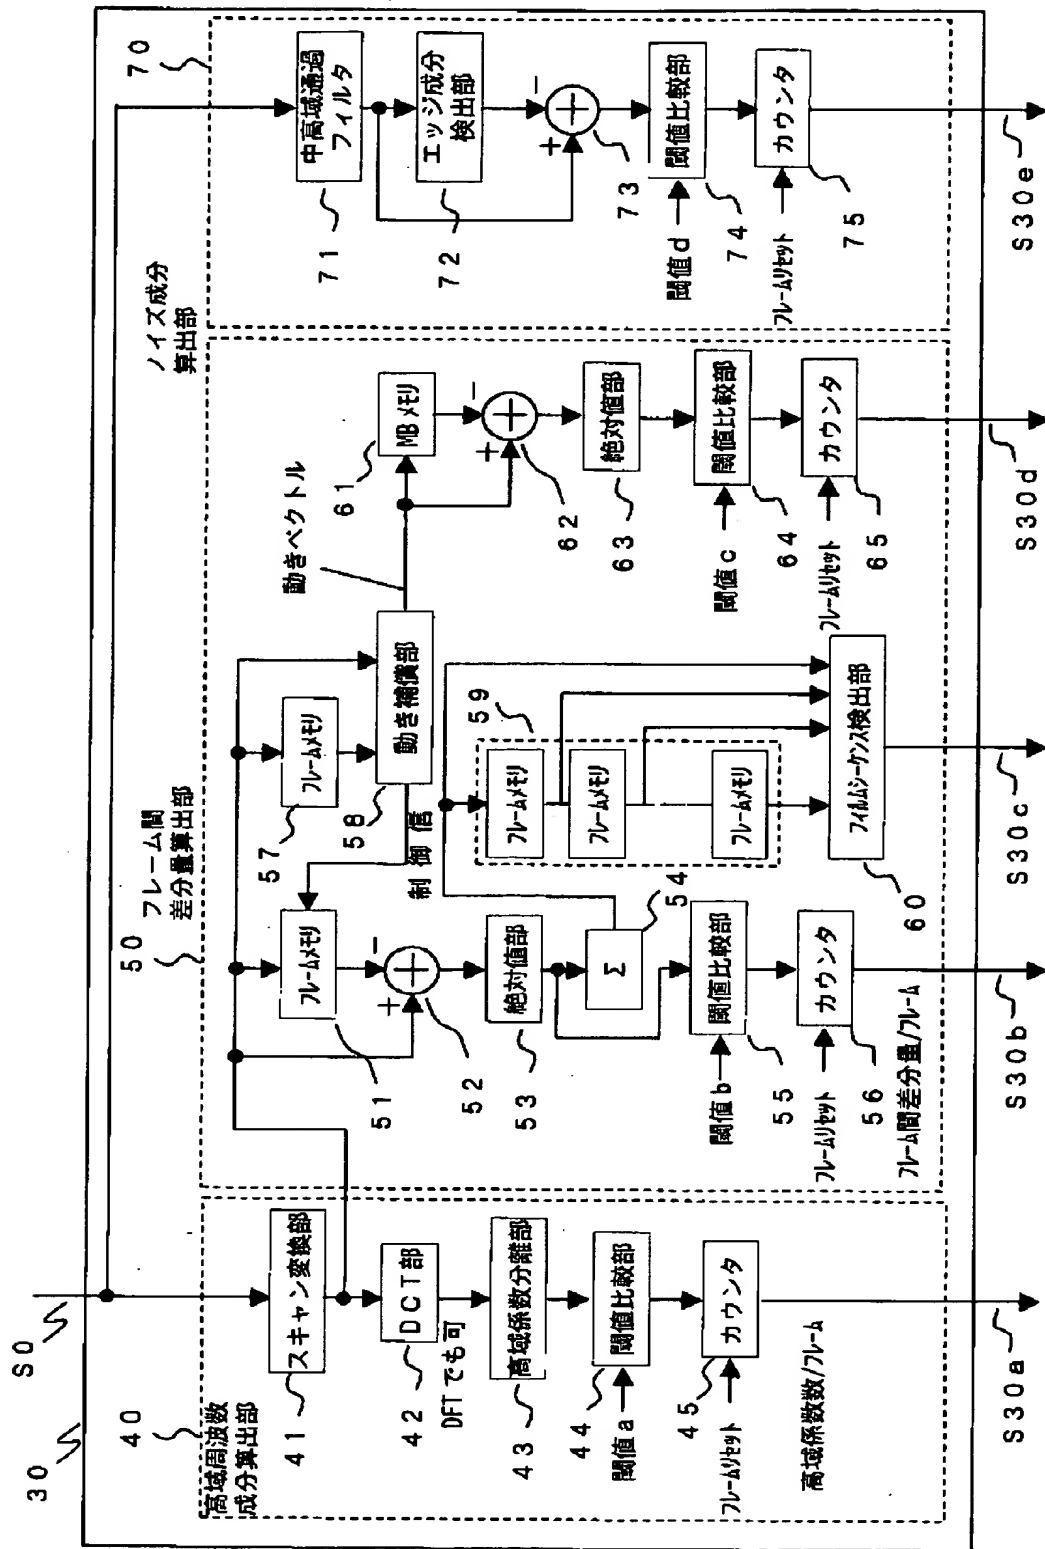 30
S0
40
高域周波数
成分算出部
41
スキャン変換部
42
DCT部
DFTでも可
43
高域係数分離部
44
閾値比較部
閾値a
45
カウンタ
フレームリセット
高域係数数/フレーム
S30a
50
フレーム間
差分量算出部
51
フレームメモリ
+
−
52
53
絶対値部
54
Σ
55
閾値比較部
閾値b
56
カウンタ
フレームリセット
フレーム間差分量/フレーム
S30b
57
フレームメモリ
58
動き補償部
制御信
59
フレームメモリ
フレームメモリ
フレームメモリ
60
フィルムシーケンス検出部
S30c
動きベクトル
61
MBメモリ
+
−
62
63
絶対値部
64
閾値比較部
閾値c
65
カウンタ
フレームリセット
S30d
ノイズ成分
算出部
70
71
中高域通過
フィルタ
72
エッジ成分
検出部
+
−
73
74
閾値比較部
閾値d
75
カウンタ
フレームリセット
S30e